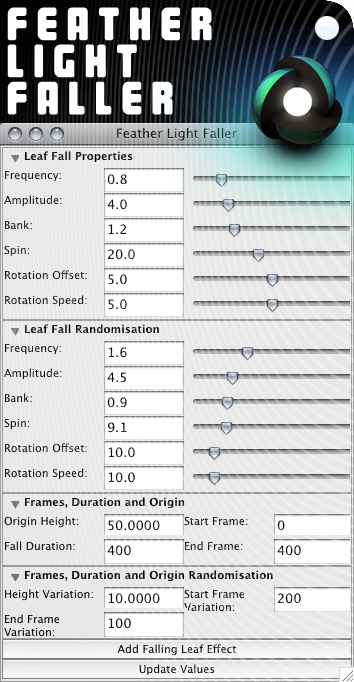 FEATHER
LIGHT
FALLER
Feather Light Faller
Leaf Fall Properties
Frequency: 0.8
Amplitude: 4.0
Bank: 1.2
Spin: 20.0
Rotation Offset: 5.0
Rotation Speed: 5.0
Leaf Fall Randomisation
Frequency: 1.6
Amplitude: 4.5
Bank: 0.9
Spin: 9.1
Rotation Offset: 10.0
Rotation Speed: 10.0
Frames, Duration and Origin
Origin Height: 50.0000 Start Frame: 0
Fall Duration: 400 End Frame: 400
Frames, Duration and Origin Randomisation
Height Variation: 10.0000 Start Frame Variation: 200
End Frame Variation: 100
Add Falling Leaf Effect
Update Values